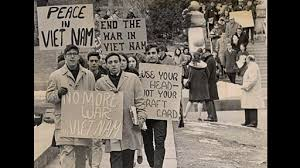 PEACE
IN
VIET NAM
END THE
WAR IN
VIET NAM
USE YOUR
HEAD—
NOT YOUR
DRAFT
CARD
NO MORE
WAR
VIETNAM